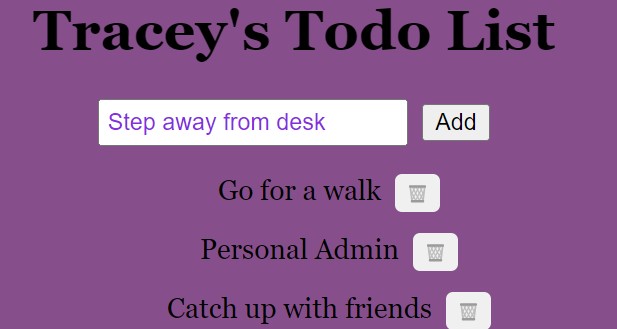 Tracey's Todo List
Step away from desk Add
Go for a walk
Personal Admin
Catch up with friends